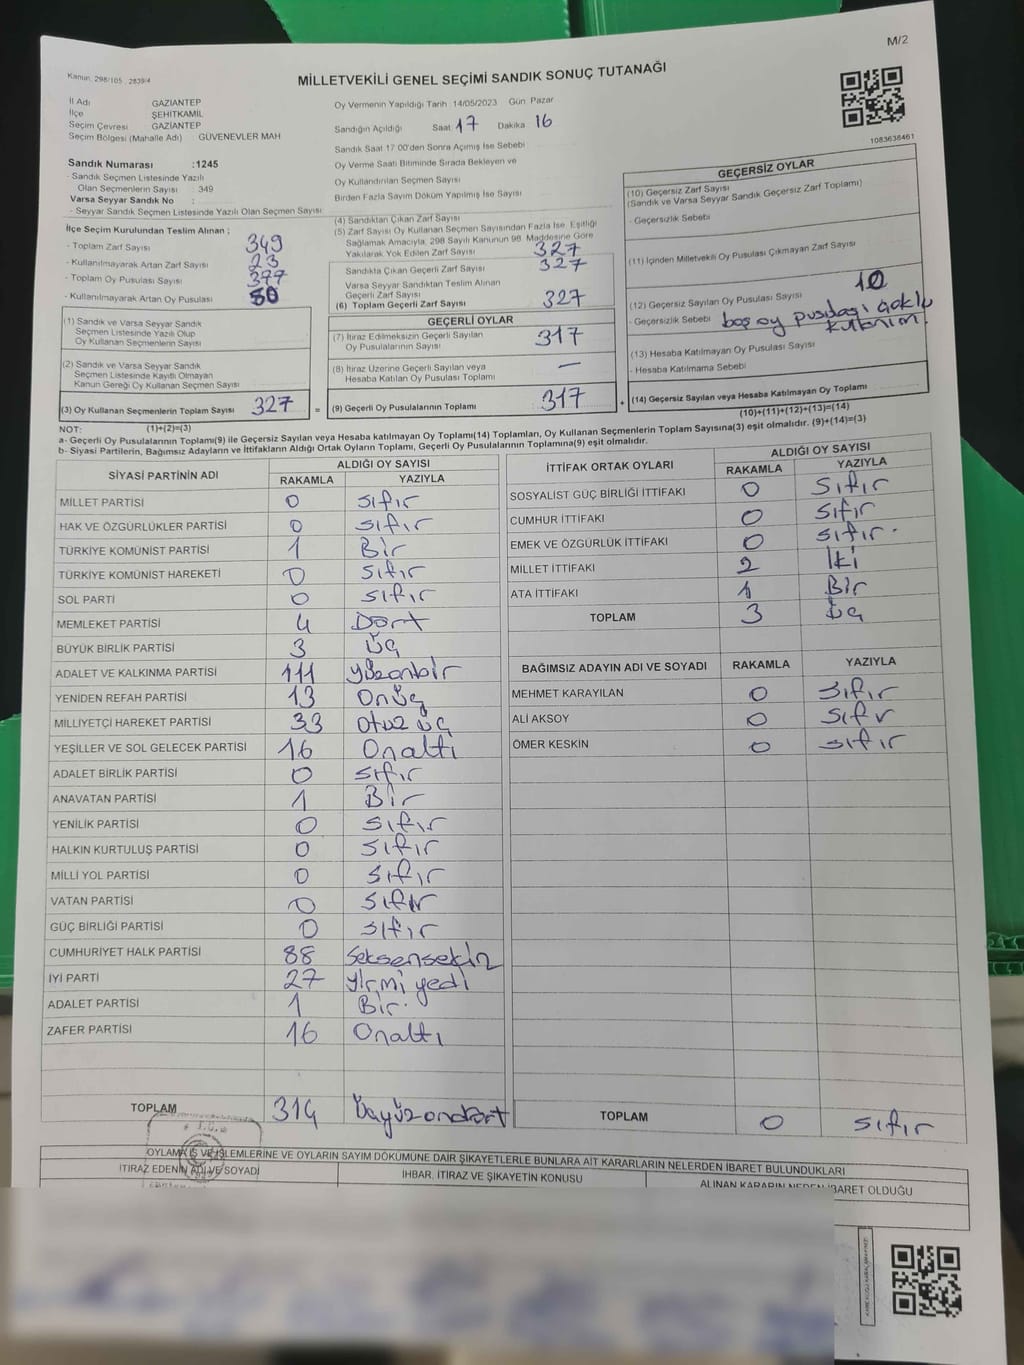 M/2
Kanun: 298/105 2839/4
MİLLETVEKİLİ GENEL SEÇİMİ SANDIK SONUÇ TUTANAĞI
İl Adı GAZİANTEP
İlçe ŞEHİTKAMİL
Seçim Çevresi GAZİANTEP
Seçim Bölgesi (Mahalle Adı) : GÜVENEVLER MAH
Sandık Numarası :1245
- Sandık Seçmen Listesinde Yazılı
Olan Seçmenlerin Sayısı : 349
Varsa Seyyar Sandık No
- Seyyar Sandık Seçmen Listesinde Yazılı Olan Seçmen Sayısı
İlçe Seçim Kurulundan Teslim Alınan ;
- Toplam Zarf Sayısı 349
- Kullanılmayarak Artan Zarf Sayısı 23
- Toplam Oy Pusulası Sayısı 377
- Kullanılmayarak Artan Oy Pusulası 50
(1) Sandık ve Varsa Seyyar Sandık
Seçmen Listesinde Yazılı Olup
Oy Kullanan Seçmenlerin Sayısı
(2) Sandık ve Varsa Seyyar Sandık
Seçmen Listesinde Kayıtlı Olmayan
Kanun Gereği Oy Kullanan Seçmen Sayısı
(3) Oy Kullanan Seçmenlerin Toplam Sayısı 327 =
Oy Vermenin Yapıldığı Tarih 14/05/2023 Gün Pazar
Sandığın Açıldığı Saat 17 Dakika 16
Sandık Saat 17:00'den Sonra Açmış İse Sebebi
Oy Verme Saati Bitiminde Sırada Bekleyen ve
Oy Kullandırılan Seçmen Sayısı
Birden Fazla Sayım Döküm Yapılmış İse Sayısı
(4) Sandıktan Çıkan Zarf Sayısı
(5) Zarf Sayısı Oy Kullanan Seçmen Sayısından Fazla İse, Eşitliği
Sağlamak Amacıyla, 298 Sayılı Kanunun 98. Maddesine Göre
Yakılarak Yok Edilen Zarf Sayısı 327
Sandıkta Çıkan Geçerli Zarf Sayısı 327
Varsa Seyyar Sandıktan Teslim Alınan
Geçerli Zarf Sayısı
(6) Toplam Geçerli Zarf Sayısı 327
GEÇERLİ OYLAR
(7) İtiraz Edilmeksizin Geçerli Sayılan
Oy Pusulalarının Sayısı 317
(8) İtiraz Üzerine Geçerli Sayılan veya
Hesaba Katılan Oy Pusulası Toplamı —
(9) Geçerli Oy Pusulalarının Toplamı 317 +
1083638461
GEÇERSİZ OYLAR
(10) Geçersiz Zarf Sayısı
(Sandık ve Varsa Seyyar Sandık Geçersiz Zarf Toplamı)
- Geçersizlik Sebebi
(11) İçinden Milletvekili Oy Pusulası Çıkmayan Zarf Sayısı
(12) Geçersiz Sayılan Oy Pusulası Sayısı 10
- Geçersizlik Sebebi boş oy pusulası
(13) Hesaba Katılmayan Oy Pusulası Sayısı
- Hesaba Katılmama Sebebi
(14) Geçersiz Sayılan veya Hesaba Katılmayan Oy Toplamı
NOT: (1)+(2)=(3) (10)+(11)+(12)+(13)=(14)
a- Geçerli Oy Pusulalarının Toplamı(9) ile Geçersiz Sayılan veya Hesaba katılmayan Oy Toplamı(14) Toplamları, Oy Kullanan Seçmenlerin Toplam Sayısına(3) eşit olmalıdır. (9)+(14)=(3)
b- Siyasi Partilerin, Bağımsız Adayların ve İttifakların Aldığı Ortak Oyların Toplamı, Geçerli Oy Pusulalarının Toplamına(9) eşit olmalıdır.
SİYASİ PARTİNİN ADI ALDIĞI OY SAYISI
RAKAMLA YAZIYLA
MİLLET PARTİSİ 0 sıfır
HAK VE ÖZGÜRLÜKLER PARTİSİ 0 sıfır
TÜRKİYE KOMÜNİST PARTİSİ 1 Bir
TÜRKİYE KOMÜNİST HAREKETİ 0 sıfır
SOL PARTİ 0 sıfır
MEMLEKET PARTİSİ 4 Dört
BÜYÜK BİRLİK PARTİSİ 3 üç
ADALET VE KALKINMA PARTİSİ 111 yüzonbir
YENİDEN REFAH PARTİSİ 13 Onüç
MİLLİYETÇİ HAREKET PARTİSİ 33 otuz üç
YEŞİLLER VE SOL GELECEK PARTİSİ 16 Onaltı
ADALET BİRLİK PARTİSİ 0 sıfır
ANAVATAN PARTİSİ 1 Bir
YENİLİK PARTİSİ 0 sıfır
HALKIN KURTULUŞ PARTİSİ 0 sıfır
MİLLİ YOL PARTİSİ 0 sıfır
VATAN PARTİSİ 0 sıfır
GÜÇ BİRLİĞİ PARTİSİ 0 sıfır
CUMHURİYET HALK PARTİSİ 88 Seksensekiz
İYİ PARTİ 27 yirmi yedi
ADALET PARTİSİ 1 Bir.
ZAFER PARTİSİ 16 Onaltı
TOPLAM 314 üçyüzondört
İTTİFAK ORTAK OYLARI ALDIĞI OY SAYISI
RAKAMLA YAZIYLA
SOSYALİST GÜÇ BİRLİĞİ İTTİFAKI 0 sıfır
CUMHUR İTTİFAKI 0 sıfır
EMEK VE ÖZGÜRLÜK İTTİFAKI 0 sıfır.
MİLLET İTTİFAKI 2 İki
ATA İTTİFAKI 1 Bir
TOPLAM 3 üç
BAĞIMSIZ ADAYIN ADI VE SOYADI RAKAMLA YAZIYLA
MEHMET KARAYILAN 0 sıfır
ALİ AKSOY 0 sıfır
ÖMER KESKİN 0 sıfır
TOPLAM 0 sıfır
OYLAMA İŞ VE İŞLEMLERİNE VE OYLARIN SAYIM DÖKÜMÜNE DAİR ŞİKAYETLERLE BUNLARA AİT KARARLARIN NELERDEN İBARET BULUNDUKLARI
İTİRAZ EDENİN ADI VE SOYADI İHBAR, İTİRAZ VE ŞİKAYETİN KONUSU ALINAN KARARIN NEDEN İBARET OLDUĞU